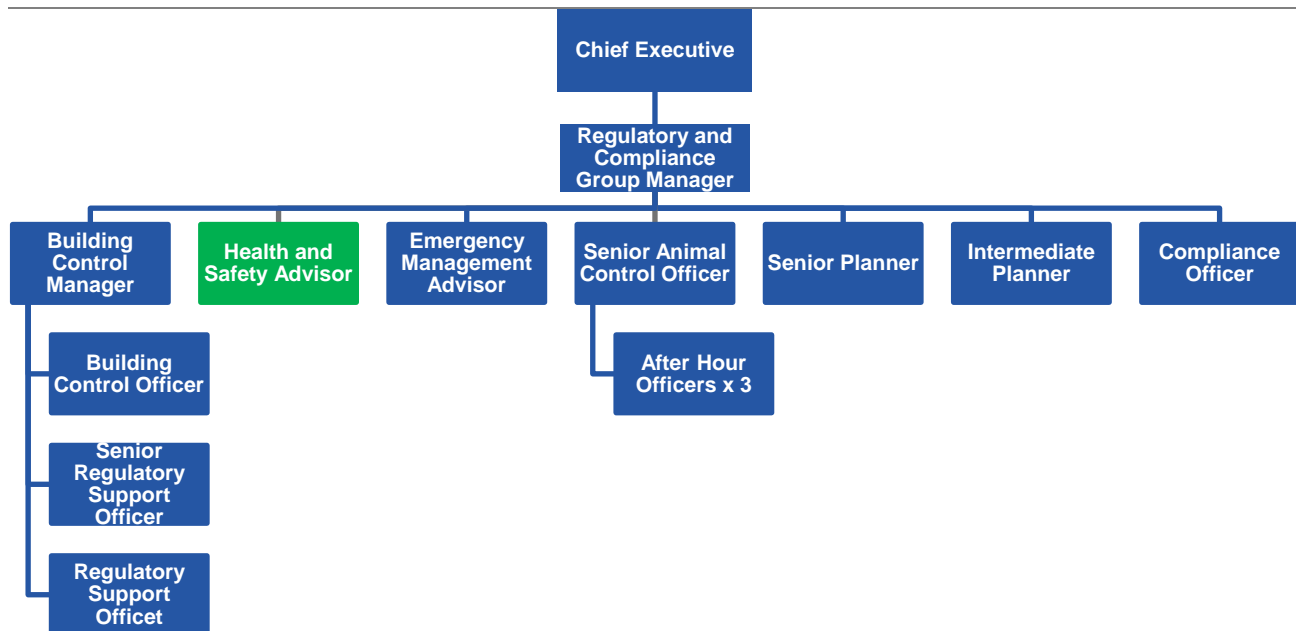 Chief Executive
Regulatory and
Compliance
Group Manager
Building
Control
Manager
Health and
Safety Advisor
Emergency
Management
Advisor
Senior Animal
Control Officer
Senior Planner
Intermediate
Planner
Compliance
Officer
Building
Control Officer
After Hour
Officers x 3
Senior
Regulatory
Support
Officer
Regulatory
Support
Officet